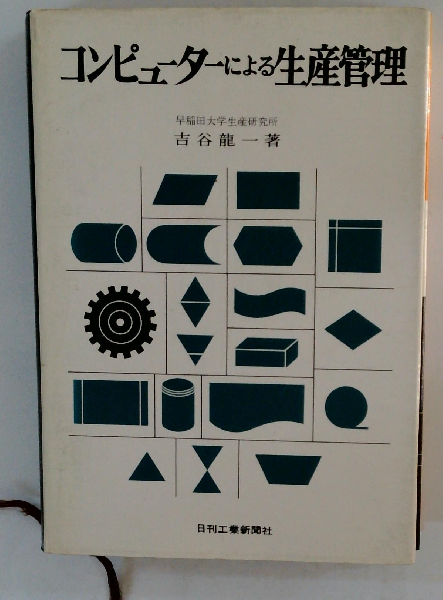 コンピューターによる生産管理
早稲田大学生産研究所
吉谷龍一著
日刊工業新聞社